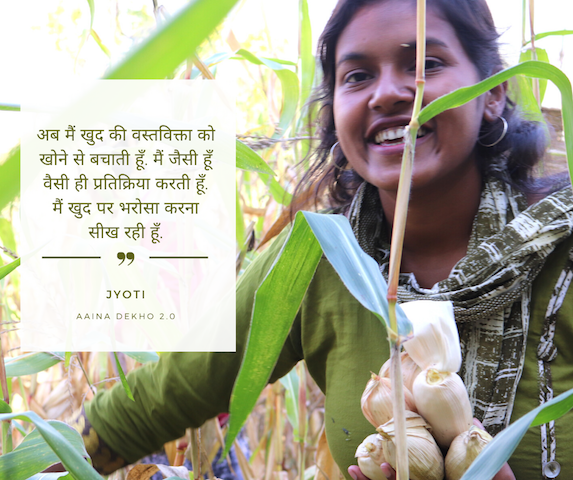 अब मैं खुद की वस्तविक्ता को
खोने से बचाती हूँ. मैं जैसी हूँ
वैसी ही प्रतिक्रिया करती हूँ.
मैं खुद पर भरोसा करना
सीख रही हूँ.
❞
JYOTI
AAINA DEKHO 2.0